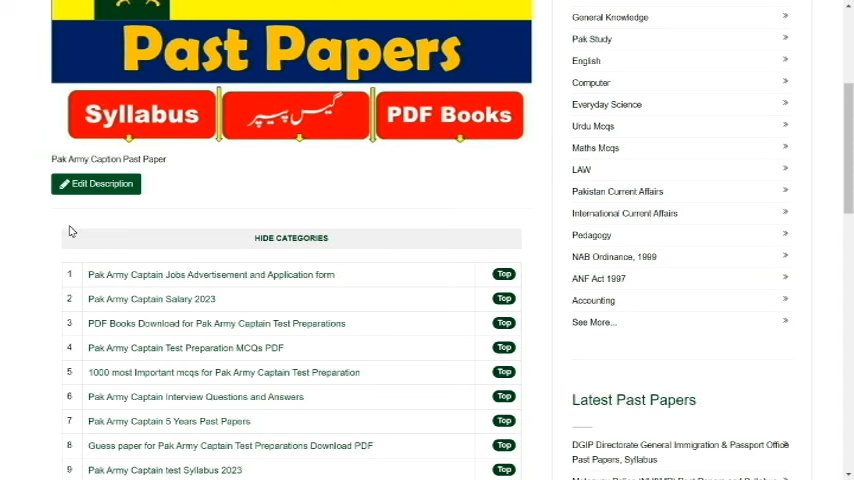 Past Papers
Syllabus
گیس پیپر
PDF Books
Pak Army Caption Past Paper
Edit Description
HIDE CATEGORIES
1 Pak Army Captain Jobs Advertisement and Application form Top
2 Pak Army Captain Salary 2023 Top
3 PDF Books Download for Pak Army Captain Test Preparations Top
4 Pak Army Captain Test Preparation MCQs PDF Top
5 1000 most Important mcqs for Pak Army Captain Test Preparation Top
6 Pak Army Captain Interview Questions and Answers Top
7 Pak Army Captain 5 Years Past Papers Top
8 Guess paper for Pak Army Captain Test Preparations Download PDF Top
9 Pak Army Captain test Syllabus 2023 Top
General Knowledge »
Pak Study »
English »
Computer »
Everyday Science »
Urdu Mcqs »
Maths Mcqs »
LAW »
Pakistan Current Affairs »
International Current Affairs »
Pedagogy »
NAB Ordinance, 1999 »
ANF Act 1997 »
Accounting »
See More... »
Latest Past Papers
DGIP Directorate General Immigration & Passport Office »
Past Papers, Syllabus